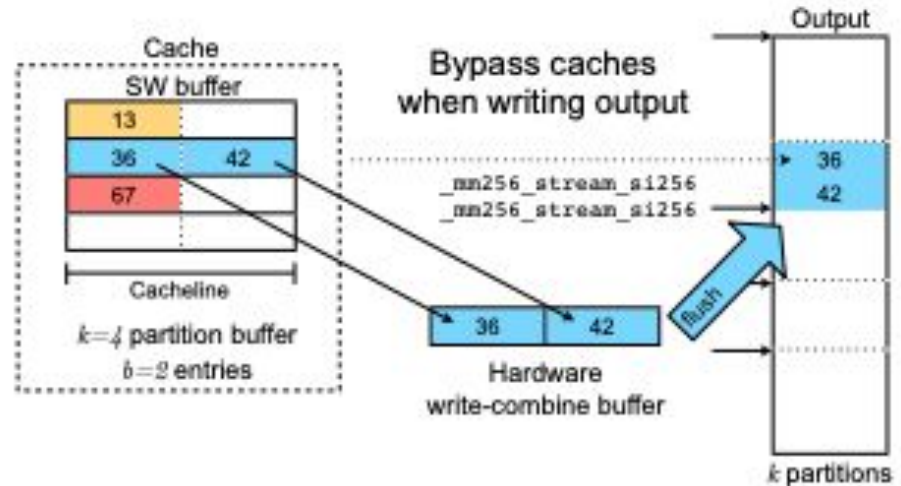 Cache
SW buffer
13
36 42
67
Cacheline
k=4 partition buffer
b=2 entries
Bypass caches
when writing output
_mm256_stream_si256
_mm256_stream_si256
36 42
Hardware
write-combine buffer
flush
Output
36
42
k partitions